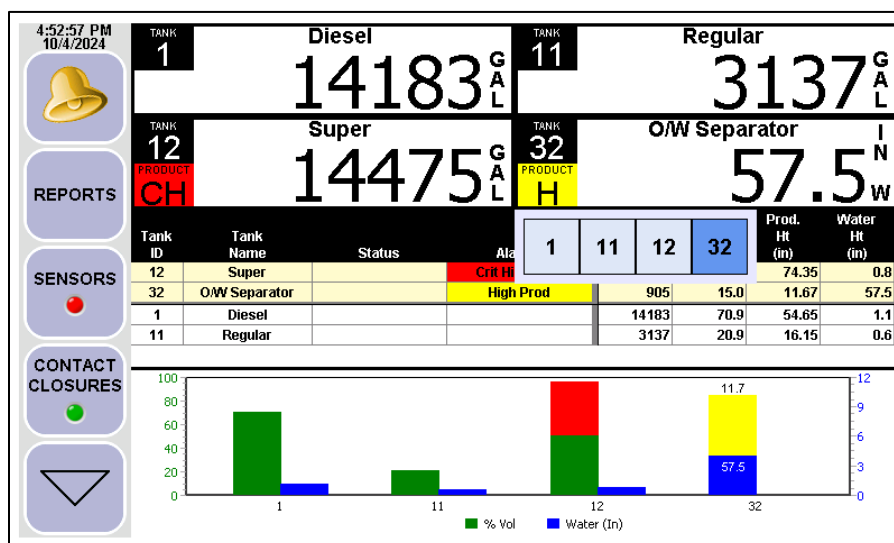 4:52:57 PM
10/4/2024
REPORTS
SENSORS
CONTACT
CLOSURES
TANK
1
Diesel
14183
GAL
TANK
11
Regular
3137
GAL
TANK
12
PRODUCT
CH
Super
14475
GAL
TANK
32
PRODUCT
H
O/W Separator
57.5
IN W
Tank ID Tank Name Status Prod. Ht (in) Water Ht (in)
1 11 12 32
12 Super 74.35 0.8
32 O/W Separator High Prod 905 15.0 11.67 57.5
1 Diesel 14183 70.9 54.65 1.1
11 Regular 3137 20.9 16.15 0.6
100
80
60
40
20
0
11.7
57.5
12
9
6
3
0
1 11 12 32
% Vol Water (In)